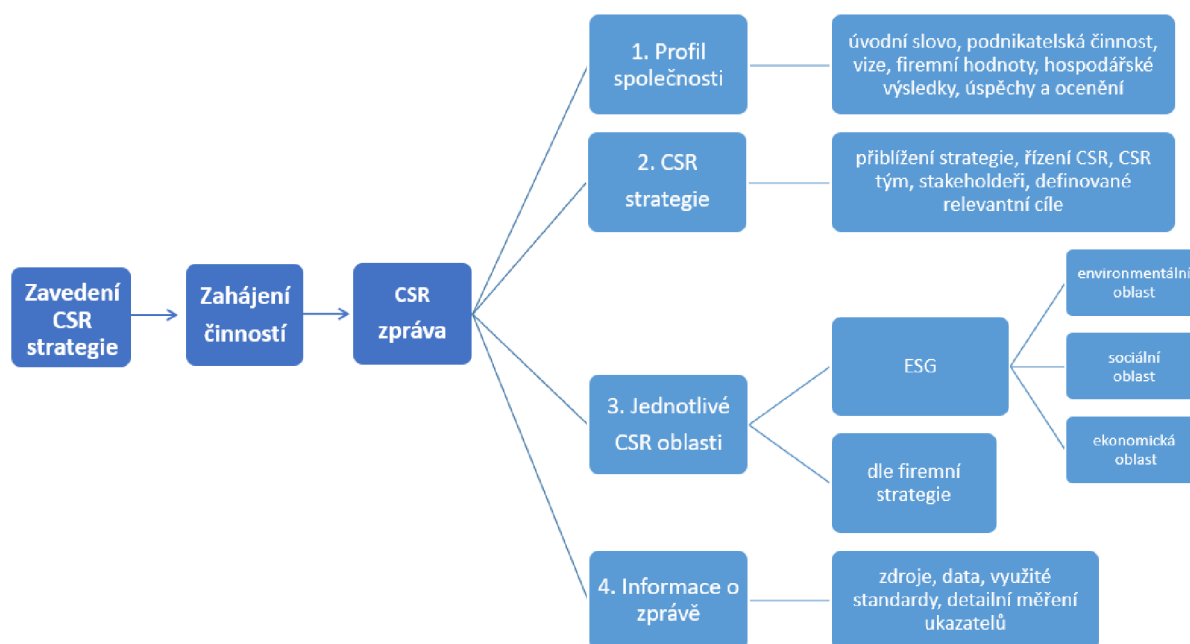 Zavedení
CSR
strategie
Zahájení
činností
CSR
zpráva
1. Profil
společnosti
úvodní slovo, podnikatelská činnost,
vize, firemní hodnoty, hospodářské
výsledky, úspěchy a ocenění
2. CSR
strategie
přiblížení strategie, řízení CSR, CSR
tým, stakeholdeři, definované
relevantní cíle
3. Jednotlivé
CSR oblasti
ESG
environmentální
oblast
sociální
oblast
ekonomická
oblast
dle firemní
strategie
4. Informace o
zprávě
zdroje, data, využité
standardy, detailní měření
ukazatelů